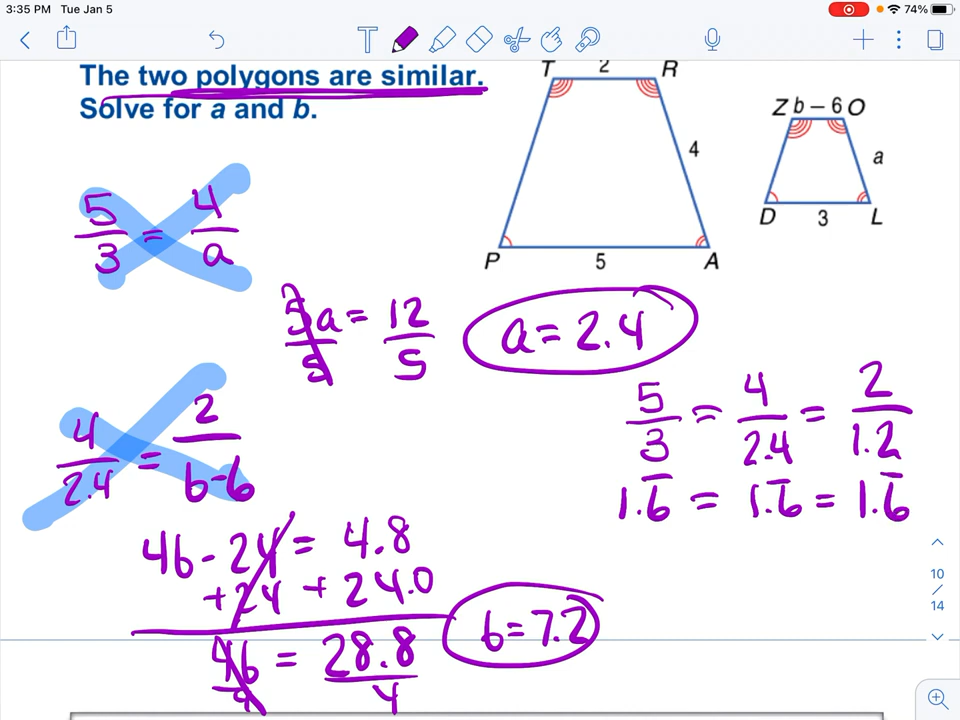 3:35 PM Tue Jan 5
74%
T
The two polygons are similar.
Solve for a and b.
T 2 R
4
P 5 A
Z b − 6 O
a
D 3 L
5/3 = 4/a
5a/5 = 12/5
a = 2.4
4/2.4 = 2/b-6
4b - 24 = 4.8
+24 + 24.0
4b/4 = 28.8/4
b = 7.2
5/3 = 4/2.4 = 2/1.2
1.6̅ = 1.6̅ = 1.6̅
10
/
14